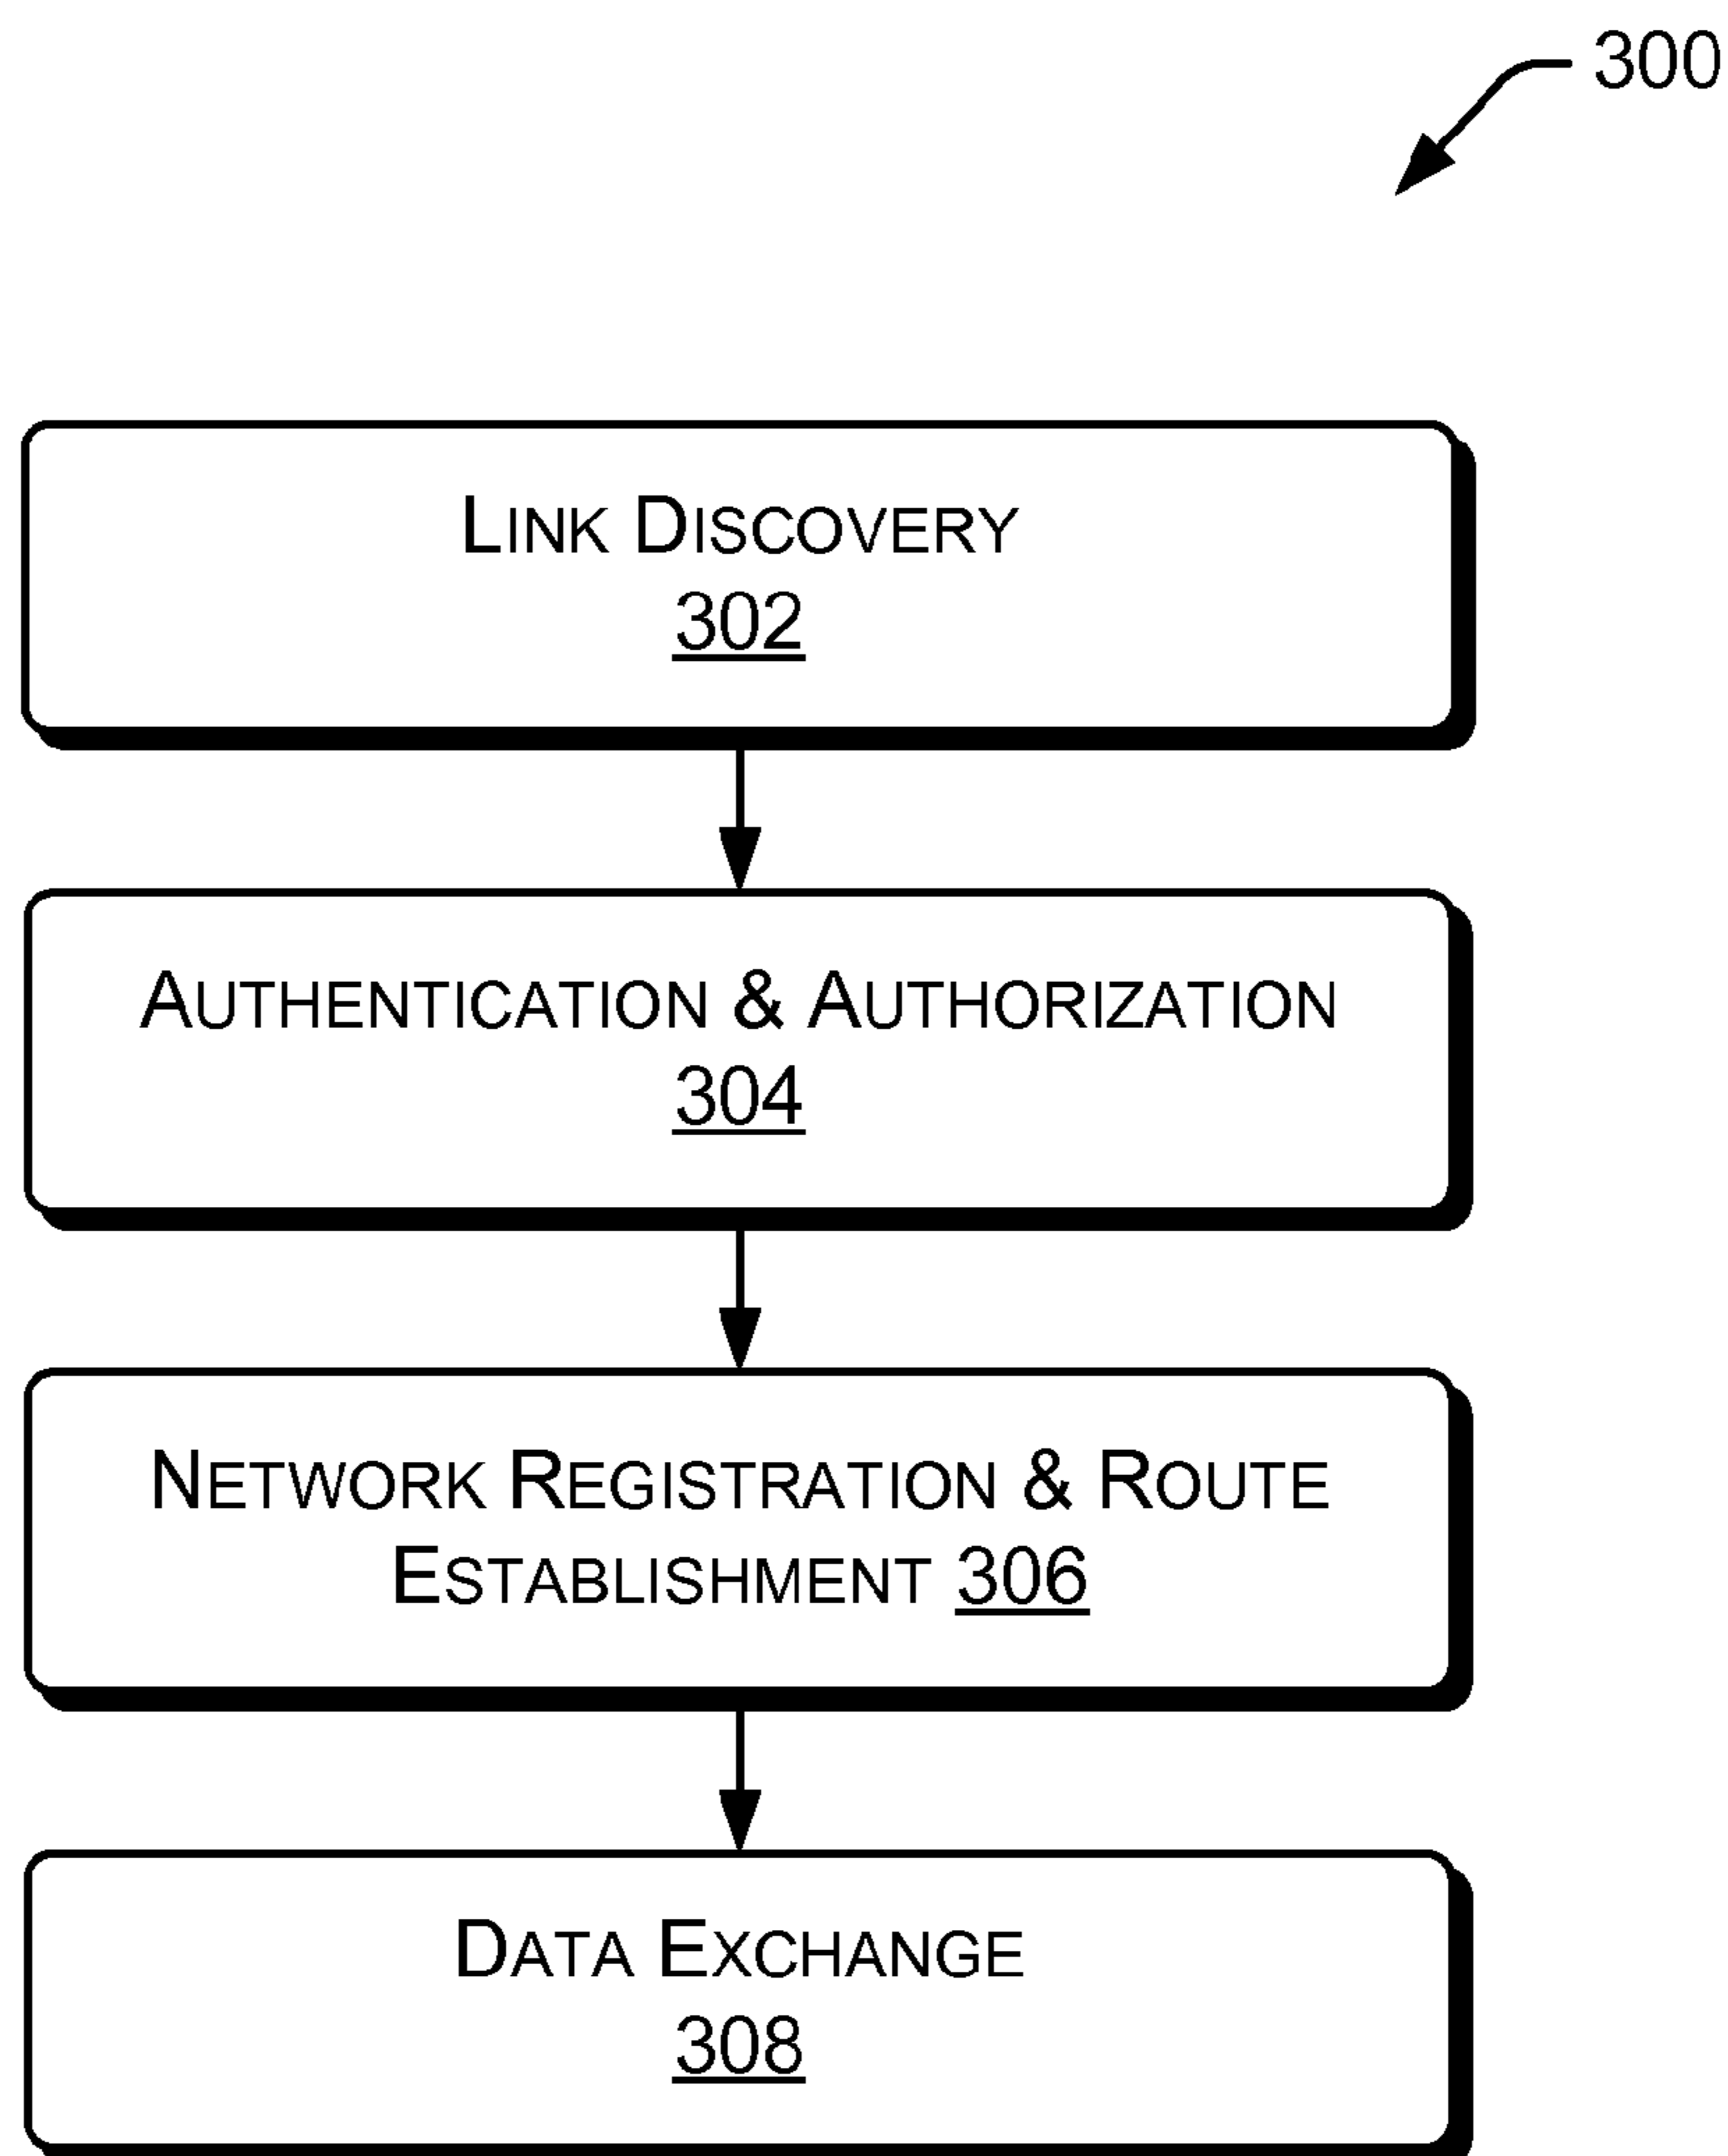 300
LINK DISCOVERY
302
AUTHENTICATION & AUTHORIZATION
304
NETWORK REGISTRATION & ROUTE
ESTABLISHMENT 306
DATA EXCHANGE
308